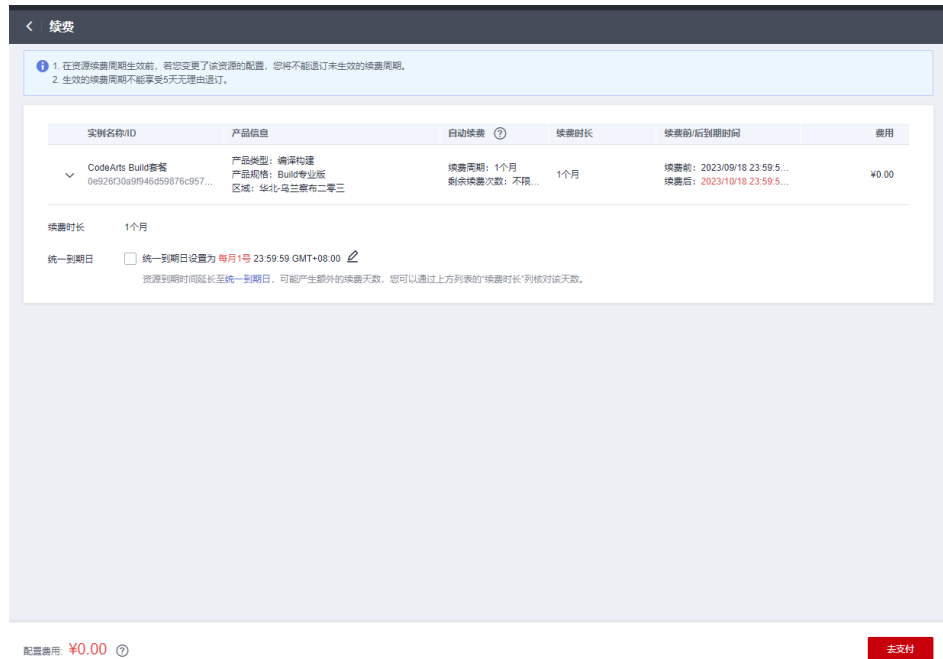 续费
1. 在资源续费周期生效前，若您变更了该资源的配置，您将不能退订未生效的续费周期。
2. 生效的续费周期不能享受5天无理由退订。
实例名称/ID 产品信息 自动续费 续费时长 续费前/后到期时间 费用
CodeArts Build套餐
0e926f30a9f946d59876c957...
产品类型：编译构建
产品规格：Build专业版
区域：华北-乌兰察布二零三
续费周期：1个月
剩余续费次数：不限...
1个月
续费前：2023/09/18 23:59:5...
续费后：2023/10/18 23:59:5...
¥0.00
续费时长 1个月
统一到期日 统一到期日设置为 每月1号 23:59:59 GMT+08:00
资源到期时间延长至统一到期日，可能产生额外的续费天数，您可以通过上方列表的“续费时长”列核对该天数。
配置费用: ¥0.00
去支付